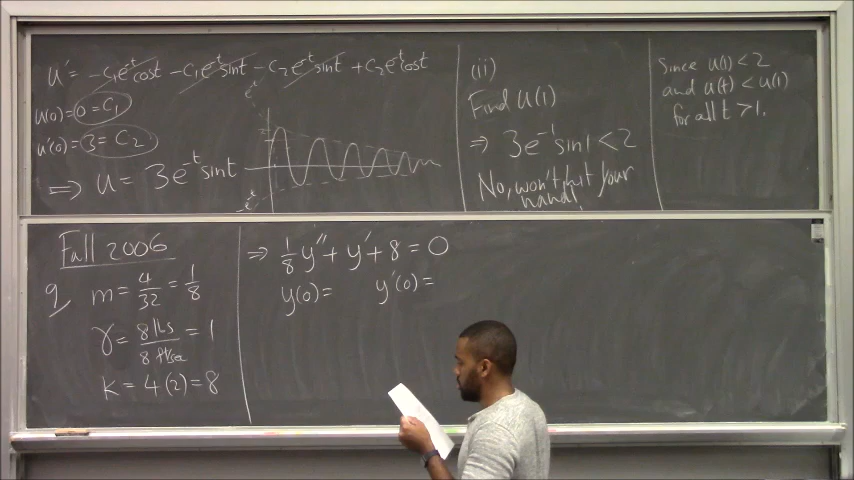 u' = -c₁e⁻ᵗcost - c₁e⁻ᵗsint - c₂e⁻ᵗsint + c₂e⁻ᵗcost
u(0) = 0 = C₁
u'(0) = 3 = C₂
⇒ u = 3e⁻ᵗsint
e⁻ᵗ
-e⁻ᵗ
(ii)
Find u(1)
⇒ 3e⁻¹sin1 < 2
No, won't hit your
hand!
Since u(1) < 2
and u(t) < u(1)
for all t > 1.
Fall 2006
9
m = 4/32 = 1/8
γ = 8 lbs / 8 ft/sec = 1
K = 4(2) = 8
⇒ 1/8 y'' + y' + 8 = 0
y(0) = y'(0) =